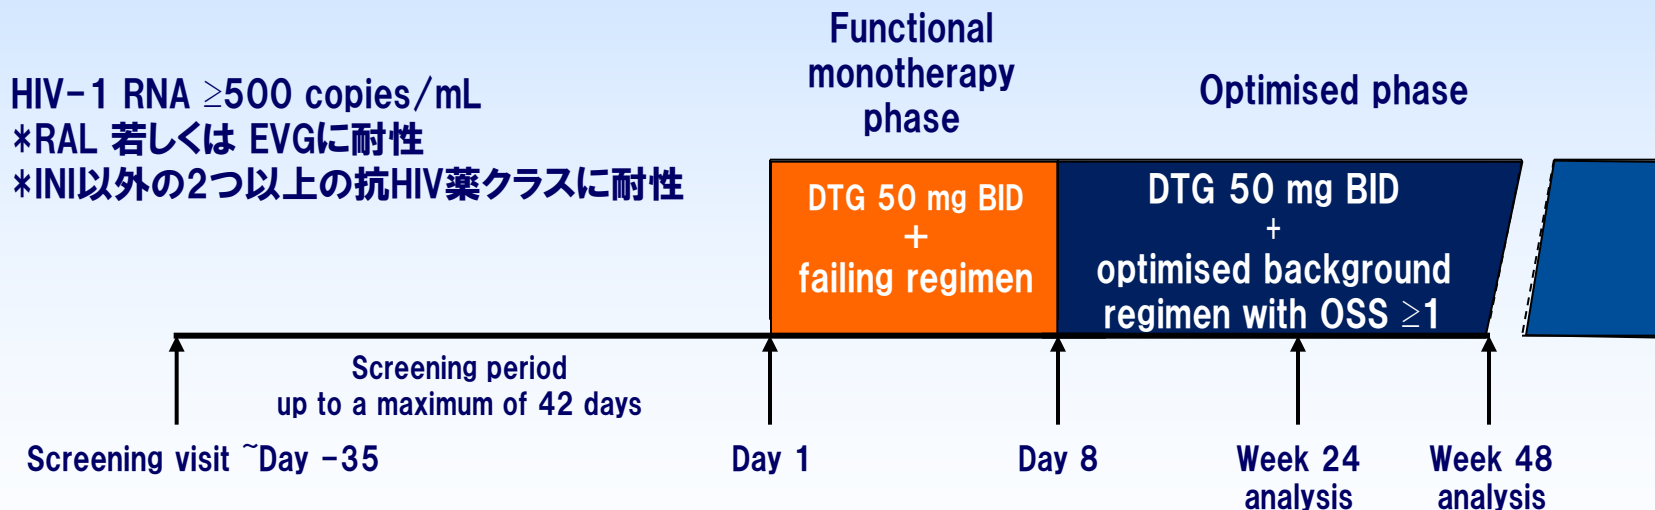 HIV-1 RNA ≥500 copies/mL
*RAL 若しくは EVGに耐性
*INI以外の2つ以上の抗HIV薬クラスに耐性
Functional
monotherapy
phase
Optimised phase
DTG 50 mg BID
+
failing regimen
DTG 50 mg BID
+
optimised background
regimen with OSS ≥1
Screening period
up to a maximum of 42 days
Screening visit ~Day -35
Day 1
Day 8
Week 24
analysis
Week 48
analysis